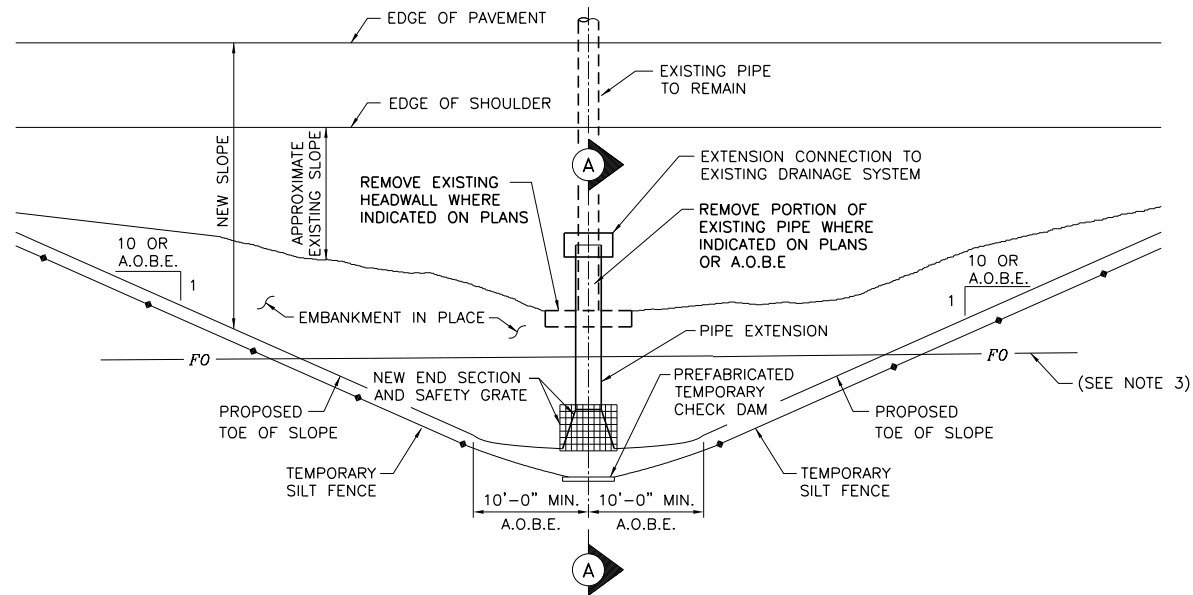 EDGE OF PAVEMENT
EXISTING PIPE
TO REMAIN
EDGE OF SHOULDER
NEW SLOPE
APPROXIMATE
EXISTING SLOPE
A
EXTENSION CONNECTION TO
EXISTING DRAINAGE SYSTEM
REMOVE EXISTING
HEADWALL WHERE
INDICATED ON PLANS
REMOVE PORTION OF
EXISTING PIPE WHERE
INDICATED ON PLANS
OR A.O.B.E
10 OR
A.O.B.E.
1
10 OR
A.O.B.E.
1
EMBANKMENT IN PLACE
PIPE EXTENSION
FO
FO
(SEE NOTE 3)
NEW END SECTION
AND SAFETY GRATE
PREFABRICATED
TEMPORARY
CHECK DAM
PROPOSED
TOE OF SLOPE
PROPOSED
TOE OF SLOPE
TEMPORARY
SILT FENCE
TEMPORARY
SILT FENCE
10'-0" MIN.
A.O.B.E.
10'-0" MIN.
A.O.B.E.
A